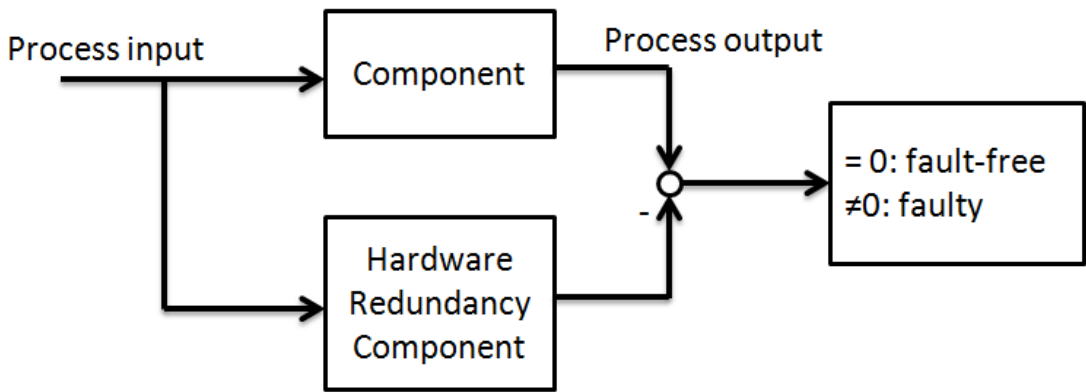 Process input
Component
Process output
= 0: fault-free
≠0: faulty
-
Hardware
Redundancy
Component